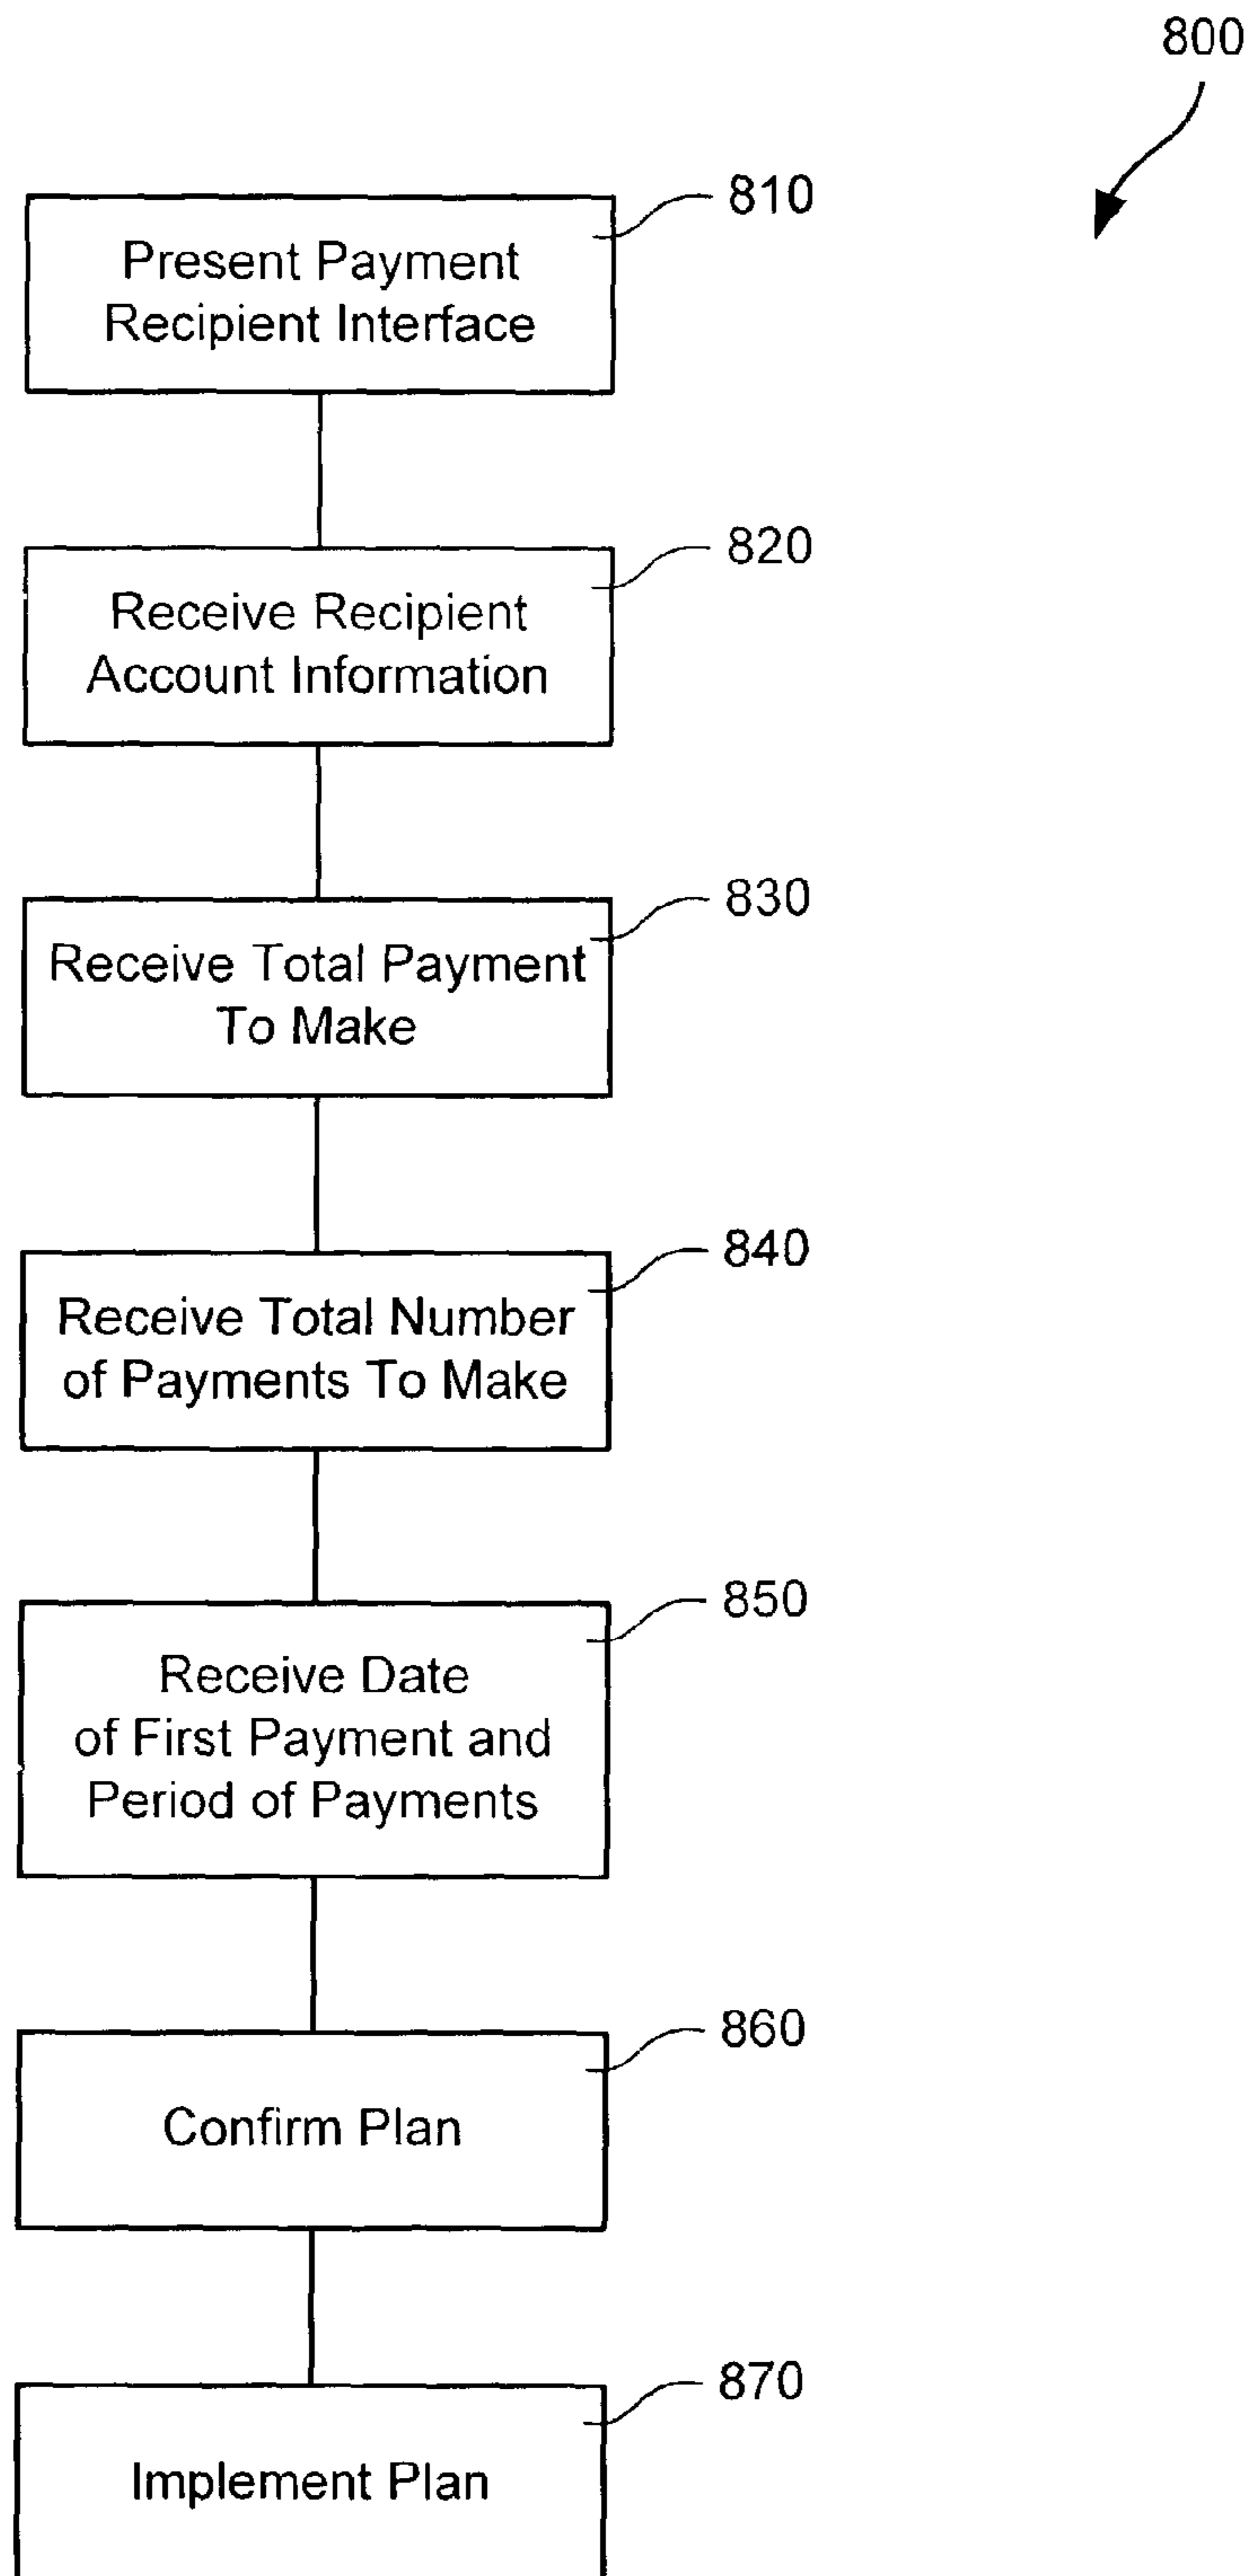 800
810
Present Payment
Recipient Interface
820
Receive Recipient
Account Information
830
Receive Total Payment
To Make
840
Receive Total Number
of Payments To Make
850
Receive Date
of First Payment and
Period of Payments
860
Confirm Plan
870
Implement Plan